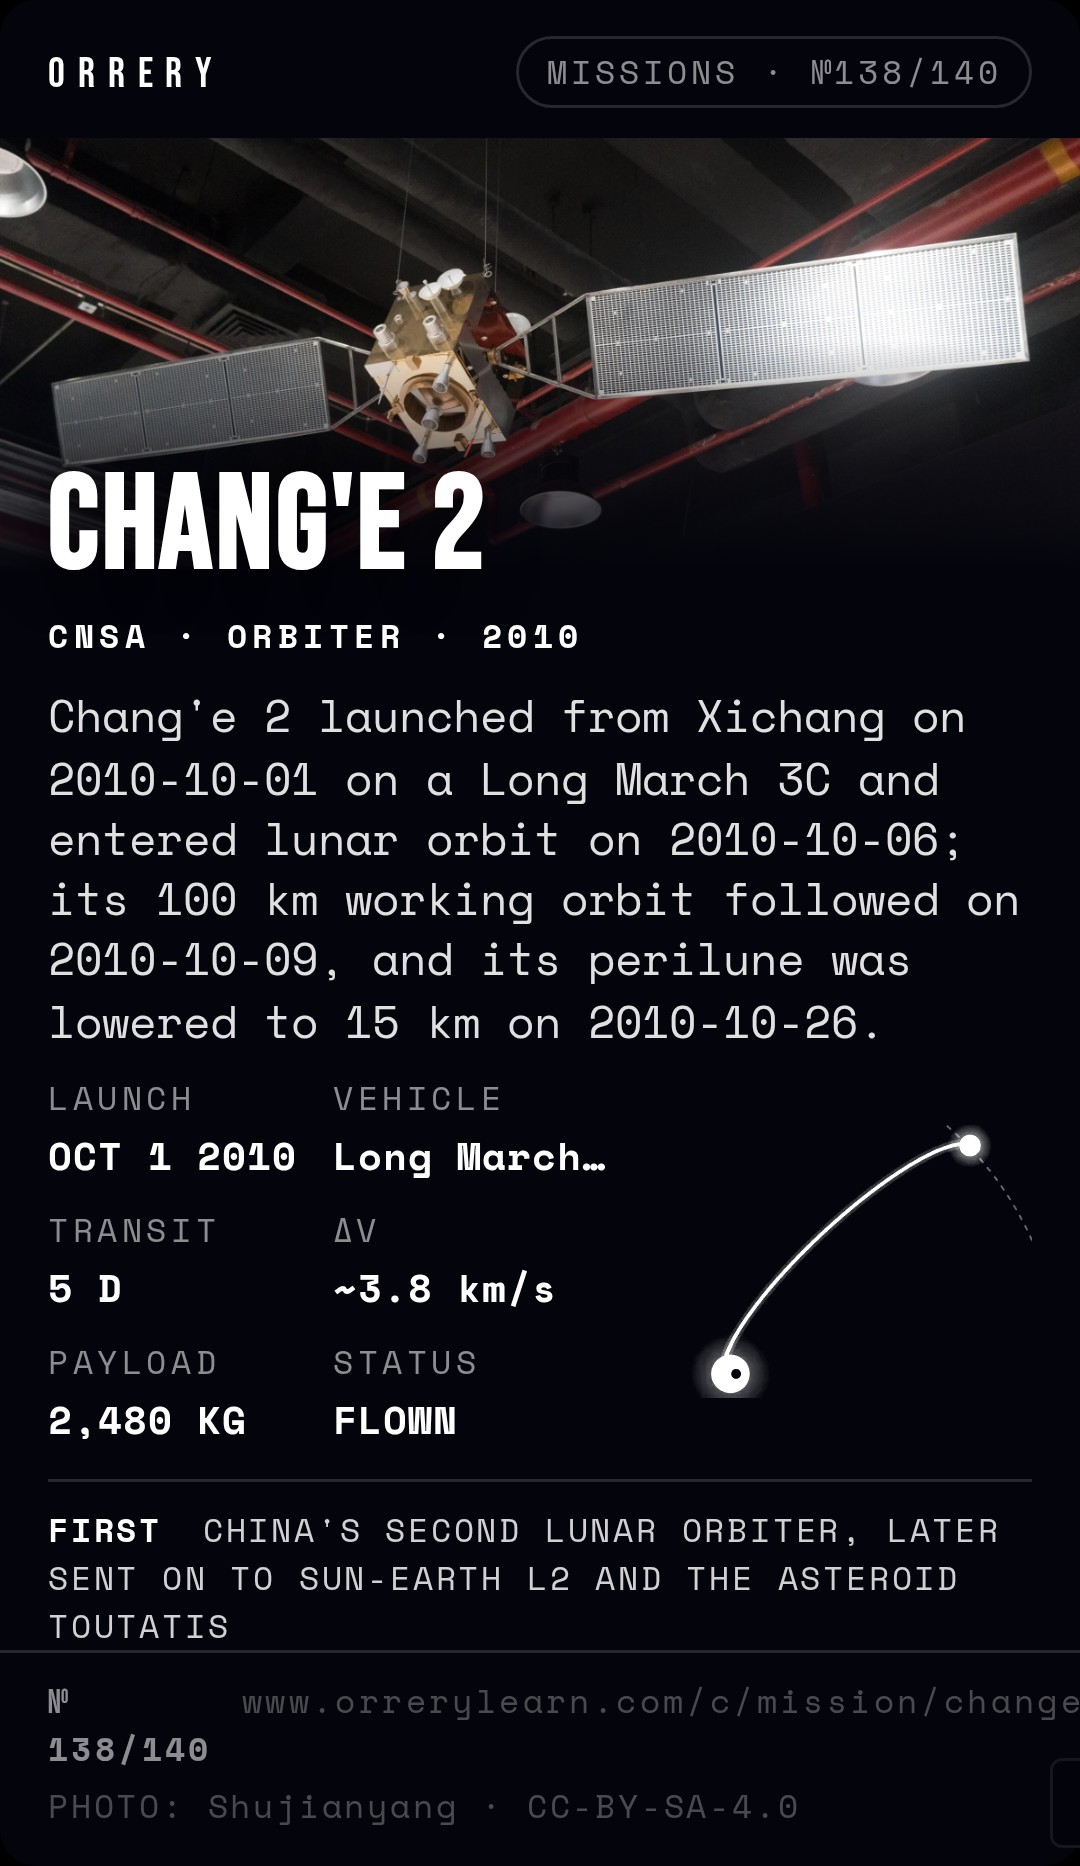 ORRERY
MISSIONS · №138/140
CHANG'E 2
CNSA · ORBITER · 2010
Chang'e 2 launched from Xichang on
2010-10-01 on a Long March 3C and
entered lunar orbit on 2010-10-06;
its 100 km working orbit followed on
2010-10-09, and its perilune was
lowered to 15 km on 2010-10-26.
LAUNCH VEHICLE
OCT 1 2010 Long March…
TRANSIT ΔV
5 D ~3.8 km/s
PAYLOAD STATUS
2,480 KG FLOWN
FIRST CHINA'S SECOND LUNAR ORBITER, LATER
SENT ON TO SUN-EARTH L2 AND THE ASTEROID
TOUTATIS
№ www.orrerylearn.com/c/mission/change
138/140
PHOTO: Shujianyang · CC-BY-SA-4.0